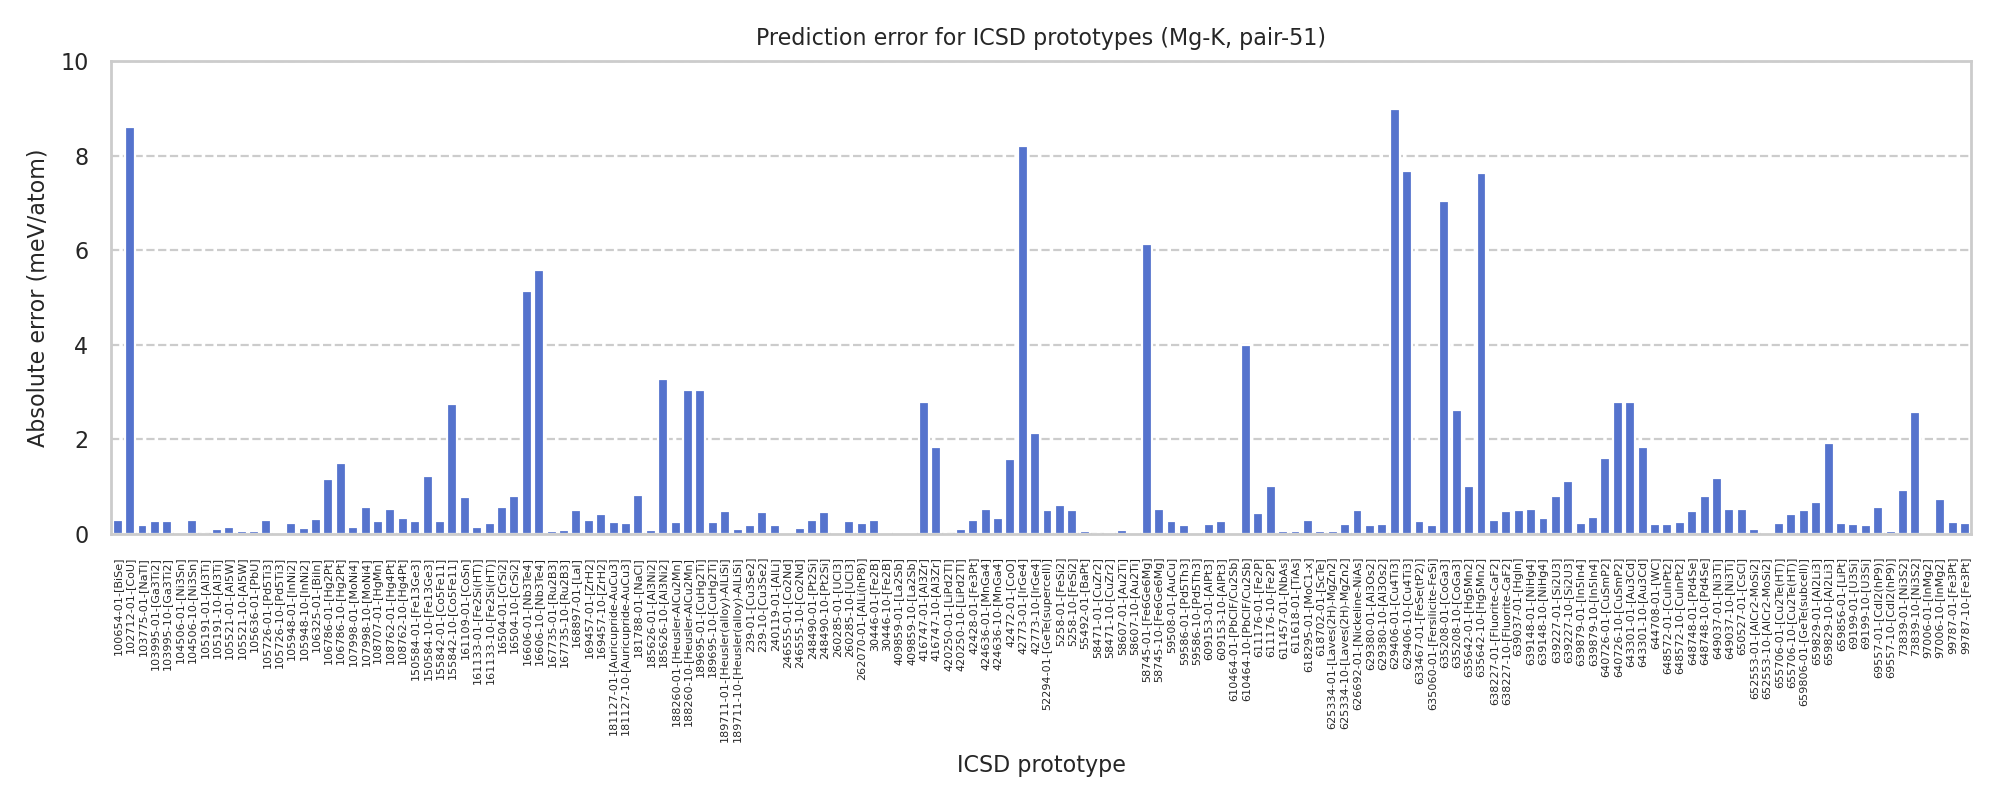 Prediction error for ICSD prototypes (Mg-K, pair-51)
Absolute error (meV/atom)
10
8
6
4
2
0
100654-01-[BiSe]
102712-01-[CoU]
103775-01-[NaTl]
103995-01-[Ga3Ti2]
103995-10-[Ga3Ti2]
104506-01-[Ni3Sn]
104506-10-[Ni3Sn]
105191-01-[Al3Ti]
105191-10-[Al3Ti]
105521-01-[Al5W]
105521-10-[Al5W]
105636-01-[PbU]
105726-01-[Pd5Ti3]
105726-10-[Pd5Ti3]
105948-01-[InNi2]
105948-10-[InNi2]
106325-01-[BiIn]
106786-01-[Hg2Pt]
106786-10-[Hg2Pt]
107998-01-[MoNi4]
107998-10-[MoNi4]
108707-01-[HgMn]
108762-01-[Hg4Pt]
108762-10-[Hg4Pt]
150584-01-[Fe13Ge3]
150584-10-[Fe13Ge3]
155842-01-[Co5Fe11]
155842-10-[Co5Fe11]
161109-01-[CoSn]
161133-01-[Fe2Si(HT)]
161133-10-[Fe2Si(HT)]
16504-01-[CrSi2]
16504-10-[CrSi2]
16606-01-[Nb3Te4]
16606-10-[Nb3Te4]
167735-01-[Ru2B3]
167735-10-[Ru2B3]
168897-01-[LaI]
169457-01-[ZrH2]
169457-10-[ZrH2]
181127-01-[Auricupride-AuCu3]
181127-10-[Auricupride-AuCu3]
181788-01-[NaCl]
185626-01-[Al3Ni2]
185626-10-[Al3Ni2]
188260-01-[Heusler-AlCu2Mn]
188260-10-[Heusler-AlCu2Mn]
189695-01-[CuHg2Ti]
189695-10-[CuHg2Ti]
189711-01-[Heusler(alloy)-AlLiSi]
189711-10-[Heusler(alloy)-AlLiSi]
239-01-[Cu3Se2]
239-10-[Cu3Se2]
240119-01-[AlLi]
246555-01-[Co2Nd]
246555-10-[Co2Nd]
248490-01-[Pt2Si]
248490-10-[Pt2Si]
260285-01-[UCl3]
260285-10-[UCl3]
262070-01-[AlLi(hP8)]
30446-01-[Fe2B]
30446-10-[Fe2B]
409859-01-[La2Sb]
409859-10-[La2Sb]
416747-01-[Al3Zr]
416747-10-[Al3Zr]
420250-01-[LiPd2Tl]
420250-10-[LiPd2Tl]
42428-01-[Fe3Pt]
424636-01-[MnGa4]
424636-10-[MnGa4]
42472-01-[CoO]
42773-01-[IrGe4]
42773-10-[IrGe4]
52294-01-[GeTe(supercell)]
5258-01-[FeSi2]
5258-10-[FeSi2]
55492-01-[BaPt]
58471-01-[CuZr2]
58471-10-[CuZr2]
58607-01-[Au2Ti]
58607-10-[Au2Ti]
58745-01-[Fe6Ge6Mg]
58745-10-[Fe6Ge6Mg]
59508-01-[AuCu]
59586-01-[Pd5Th3]
59586-10-[Pd5Th3]
609153-01-[AlPt3]
609153-10-[AlPt3]
610464-01-[PbClF/Cu2Sb]
610464-10-[PbClF/Cu2Sb]
611176-01-[Fe2P]
611176-10-[Fe2P]
611457-01-[NbAs]
611618-01-[TiAs]
618295-01-[MoC1-x]
618702-01-[ScTe]
625334-01-[Laves(2H)-MgZn2]
625334-10-[Laves(2H)-MgZn2]
626692-01-[Nickeline-NiAs]
629380-01-[Al3Os2]
629380-10-[Al3Os2]
629406-01-[Cu4Ti3]
629406-10-[Cu4Ti3]
633467-01-[FeSe(tP2)]
635060-01-[Fersilicite-FeSi]
635208-01-[CoGa3]
635208-10-[CoGa3]
635642-01-[Hg5Mn2]
635642-10-[Hg5Mn2]
638227-01-[Fluorite-CaF2]
638227-10-[Fluorite-CaF2]
639037-01-[HgIn]
639148-01-[NiHg4]
639148-10-[NiHg4]
639227-01-[Si2U3]
639227-10-[Si2U3]
639879-01-[In5In4]
639879-10-[In5In4]
640726-01-[CuSmP2]
640726-10-[CuSmP2]
643301-01-[Au3Cd]
643301-10-[Au3Cd]
644708-01-[WC]
648572-01-[CuInPt2]
648572-10-[CuInPt2]
648748-01-[Pd4Se]
648748-10-[Pd4Se]
649037-01-[Ni3Ti]
649037-10-[Ni3Ti]
650527-01-[CsCl]
652553-01-[AlCr2-MoSi2]
652553-10-[AlCr2-MoSi2]
655706-01-[Cu2Te(HT)]
655706-10-[Cu2Te(HT)]
659806-01-[GeTe(subcell)]
659829-01-[Al2Li3]
659829-10-[Al2Li3]
659856-01-[LiPt]
69199-01-[U3Si]
69199-10-[U3Si]
69557-01-[CdI2(hP9)]
69557-10-[CdI2(hP9)]
73839-01-[Ni3S2]
73839-10-[Ni3S2]
97006-01-[InMg2]
97006-10-[InMg2]
99787-01-[Fe3Pt]
99787-10-[Fe3Pt]
ICSD prototype